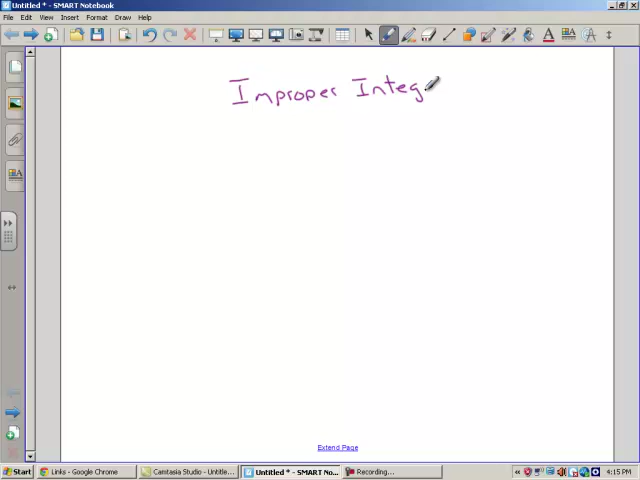 Untitled * - SMART Notebook
File Edit View Insert Format Draw Help
Improper Integ
Extend Page
Start Links - Google Chrome Camtasia Studio - Untitle... Untitled * - SMART No... Recording... 4:15 PM